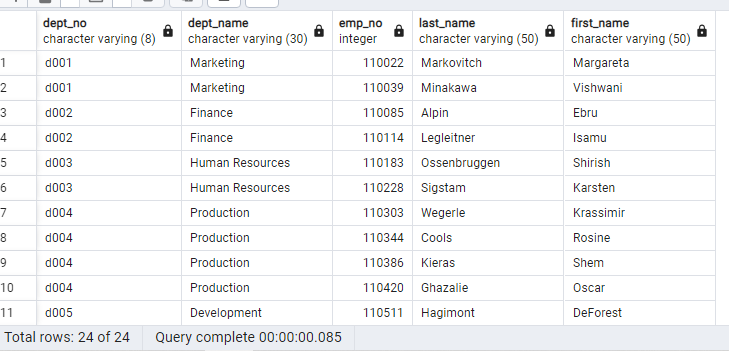 dept_no dept_name emp_no last_name first_name
character varying (8) character varying (30) integer character varying (50) character varying (50)
1 d001 Marketing 110022 Markovitch Margareta
2 d001 Marketing 110039 Minakawa Vishwani
3 d002 Finance 110085 Alpin Ebru
4 d002 Finance 110114 Legleitner Isamu
5 d003 Human Resources 110183 Ossenbruggen Shirish
6 d003 Human Resources 110228 Sigstam Karsten
7 d004 Production 110303 Wegerle Krassimir
8 d004 Production 110344 Cools Rosine
9 d004 Production 110386 Kieras Shem
10 d004 Production 110420 Ghazalie Oscar
11 d005 Development 110511 Hagimont DeForest
Total rows: 24 of 24 Query complete 00:00:00.085